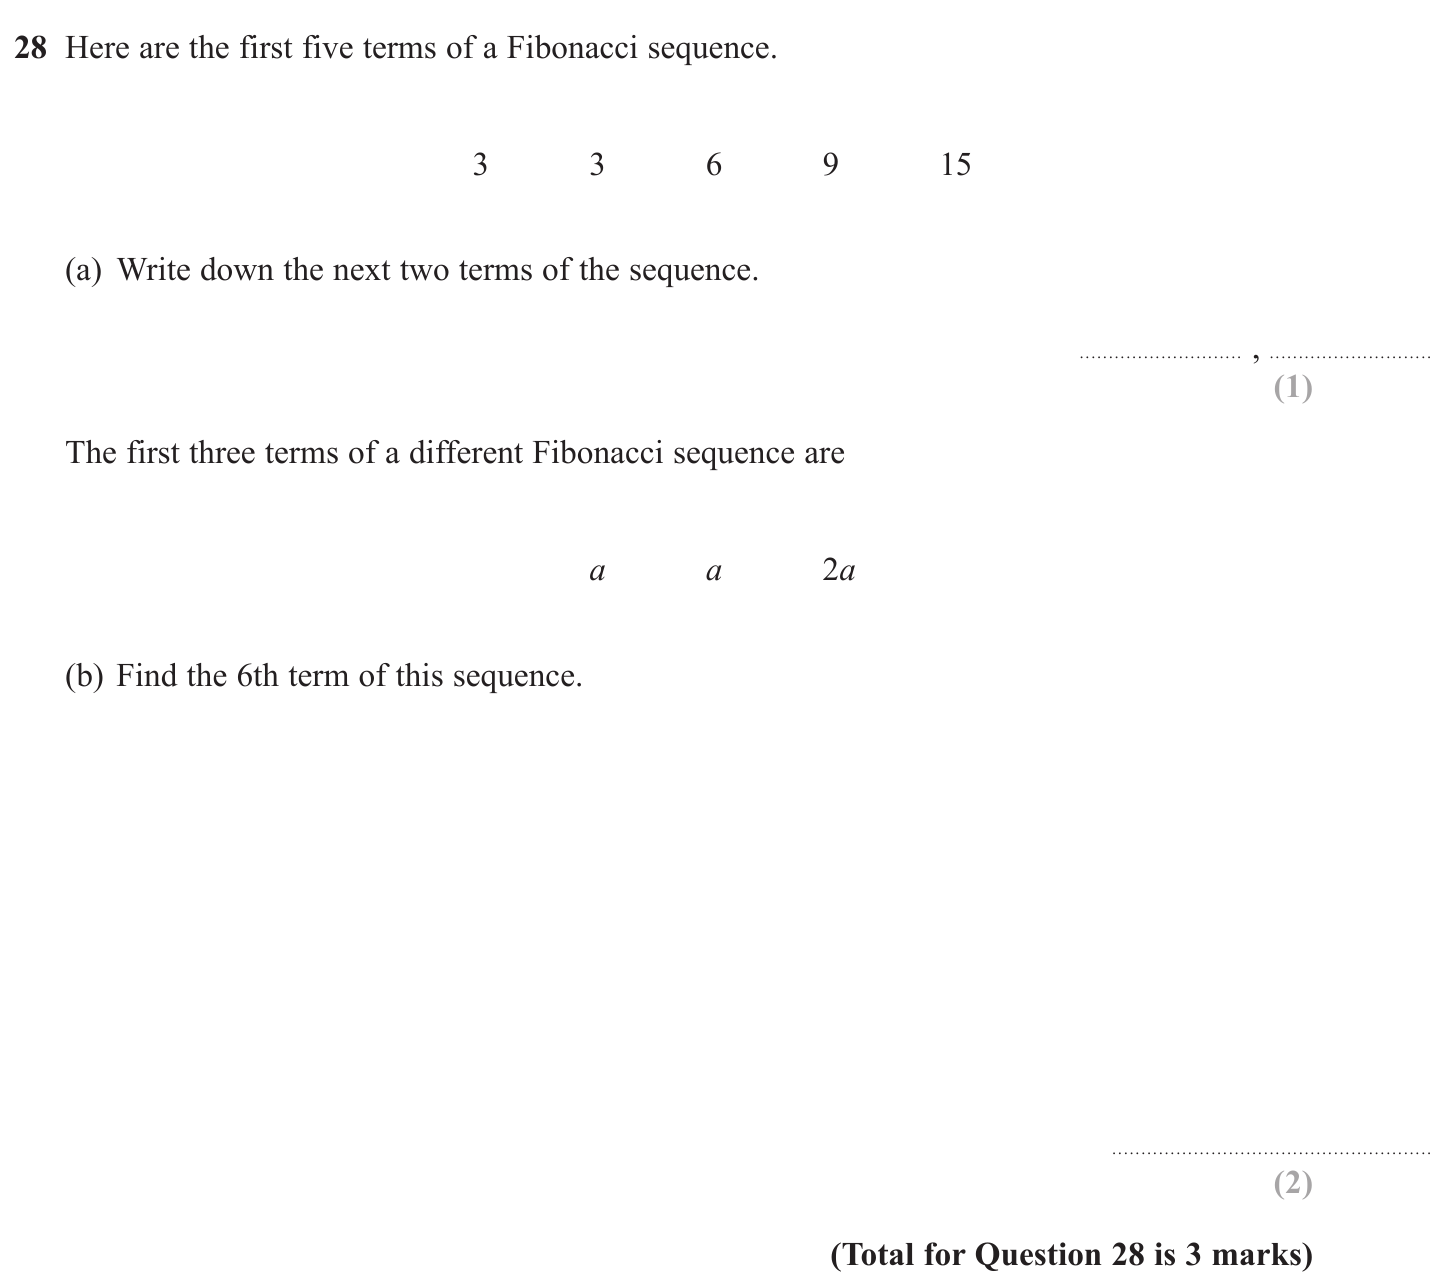 28 Here are the first five terms of a Fibonacci sequence.
3 3 6 9 15
(a) Write down the next two terms of the sequence.
.............................. , ..............................
(1)
The first three terms of a different Fibonacci sequence are
a a 2a
(b) Find the 6th term of this sequence.
............................................................
(2)
(Total for Question 28 is 3 marks)